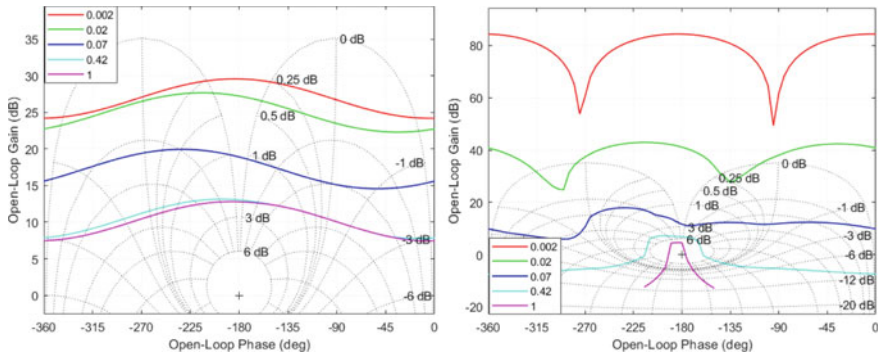 0.002
0.02
0.07
0.42
1
35
30
25
20
15
10
5
0
Open-Loop Gain (dB)
0 dB
0.25 dB
0.5 dB
1 dB
-1 dB
3 dB
-3 dB
6 dB
-6 dB
-360
-315
-270
-225
-180
-135
-90
-45
0
Open-Loop Phase (deg)
80
60
40
20
0
-20
Open-Loop Gain (dB)
0 dB
0.25 dB
0.5 dB
1 dB
-1 dB
3 dB
-3 dB
6 dB
-6 dB
-12 dB
-20 dB
0.002
0.02
0.07
0.42
1
-360
-315
-270
-225
-180
-135
-90
-45
0
Open-Loop Phase (deg)